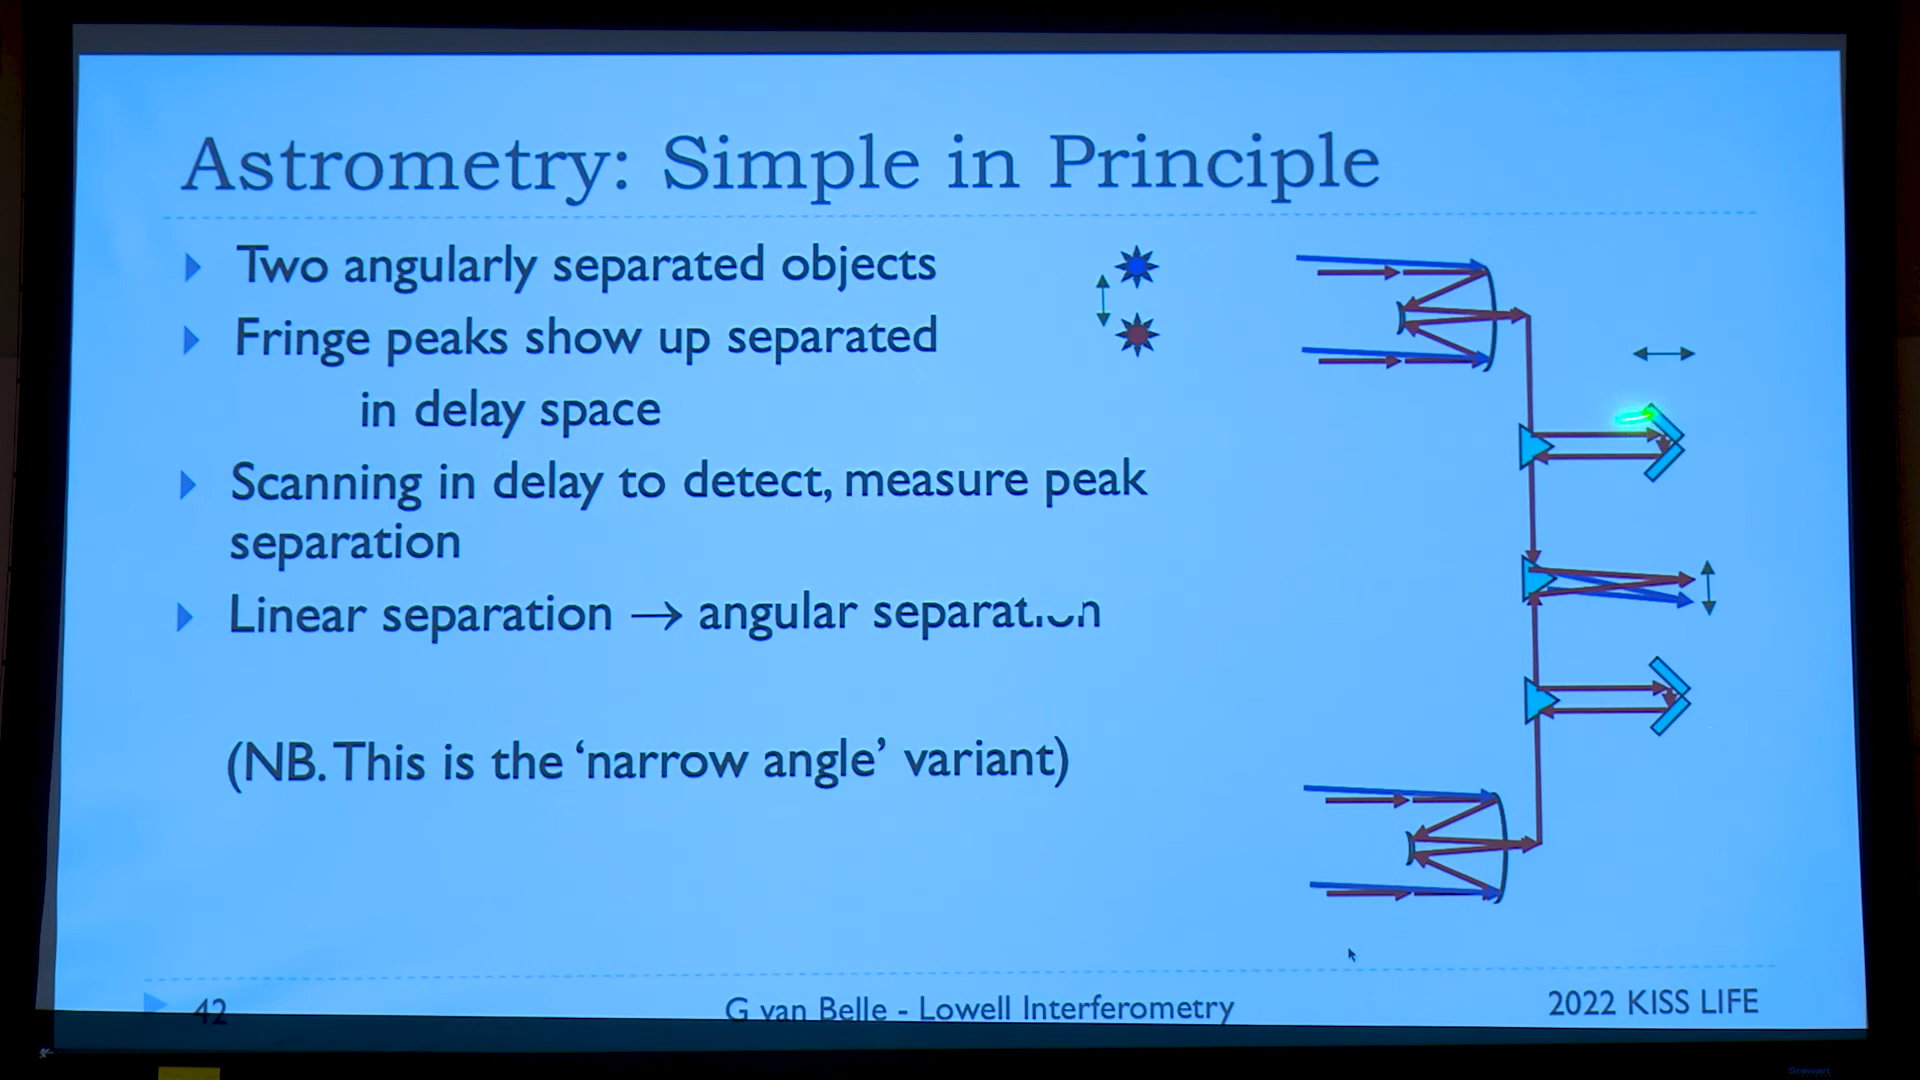 Astrometry: Simple in Principle
Two angularly separated objects
Fringe peaks show up separated
in delay space
Scanning in delay to detect, measure peak
separation
Linear separation → angular separation
(NB. This is the ‘narrow angle’ variant)
42
G van Belle - Lowell Interferometry
2022 KISS LIFE
Stewart